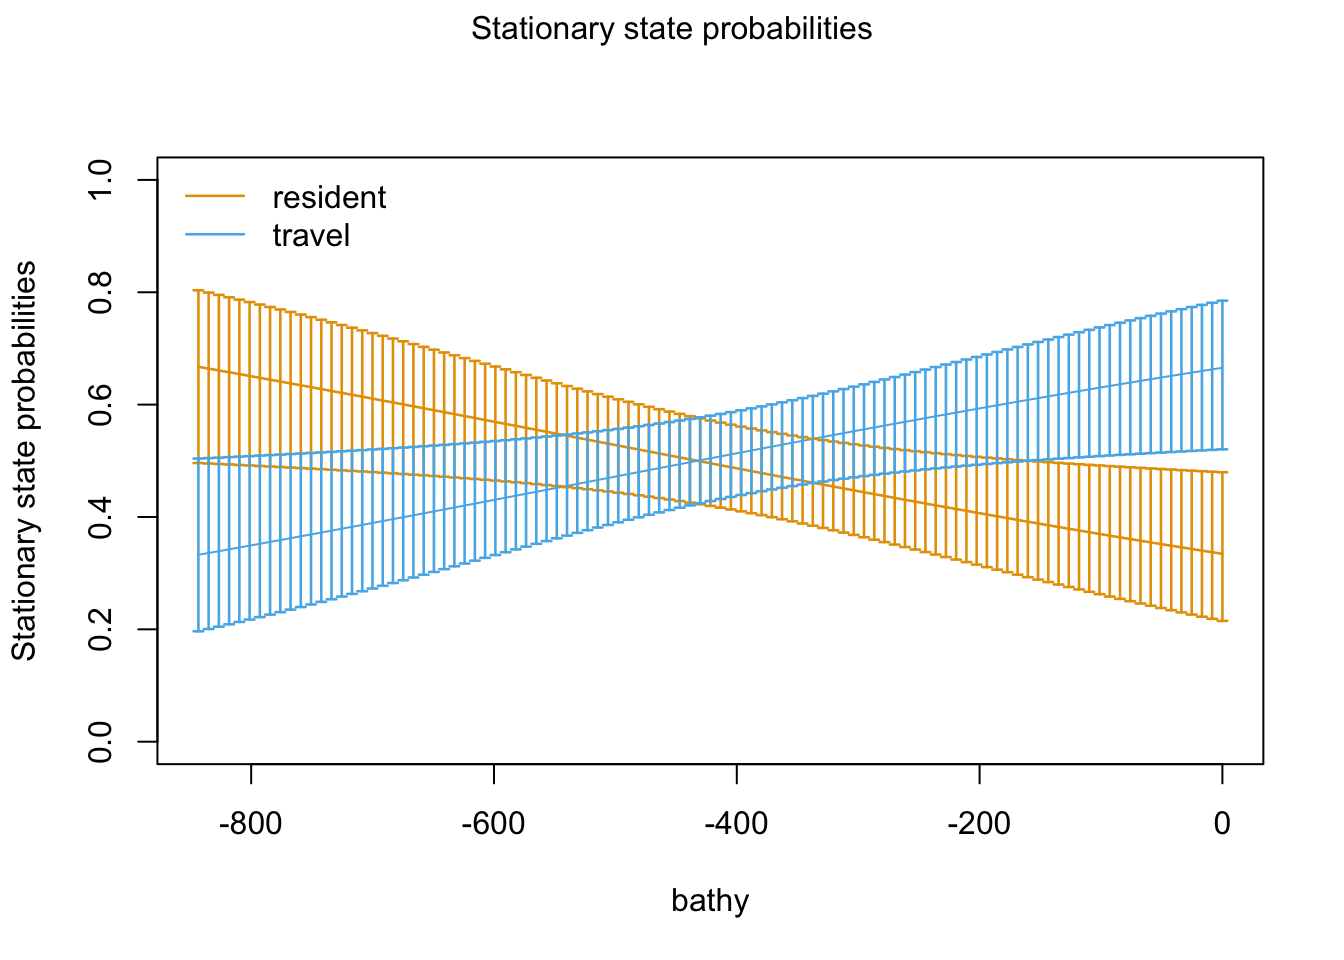 Stationary state probabilities
resident
travel
Stationary state probabilities
1.0
0.8
0.6
0.4
0.2
0.0
-800 -600 -400 -200 0
bathy